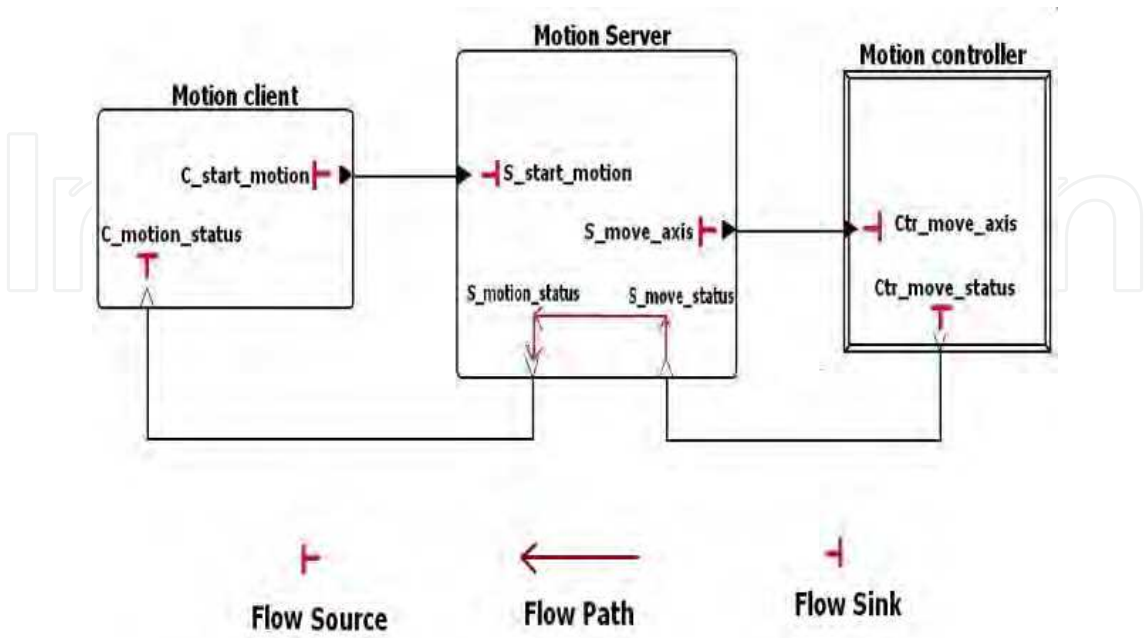 Motion Server
Motion controller
Motion client
C_start_motion
S_start_motion
C_motion_status
S_move_axis
Ctr_move_axis
S_motion_status
S_move_status
Ctr_move_status
Flow Source
Flow Path
Flow Sink